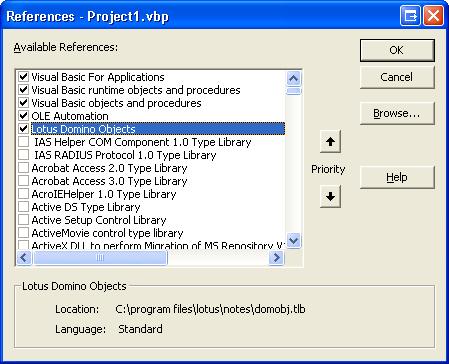 References - Project1.vbp
Available References:
OK
Cancel
Browse...
Help
Visual Basic For Applications
Visual Basic runtime objects and procedures
Visual Basic objects and procedures
OLE Automation
Lotus Domino Objects
IAS Helper COM Component 1.0 Type Library
IAS RADIUS Protocol 1.0 Type Library
Acrobat Access 2.0 Type Library
Acrobat Access 3.0 Type Library
AcroIEHelper 1.0 Type Library
Active DS Type Library
Active Setup Control Library
ActiveMovie control type library
ActiveX DLL to perform Migration of MS Repository V
Priority
Lotus Domino Objects
Location: C:\program files\lotus\notes\domobj.tlb
Language: Standard